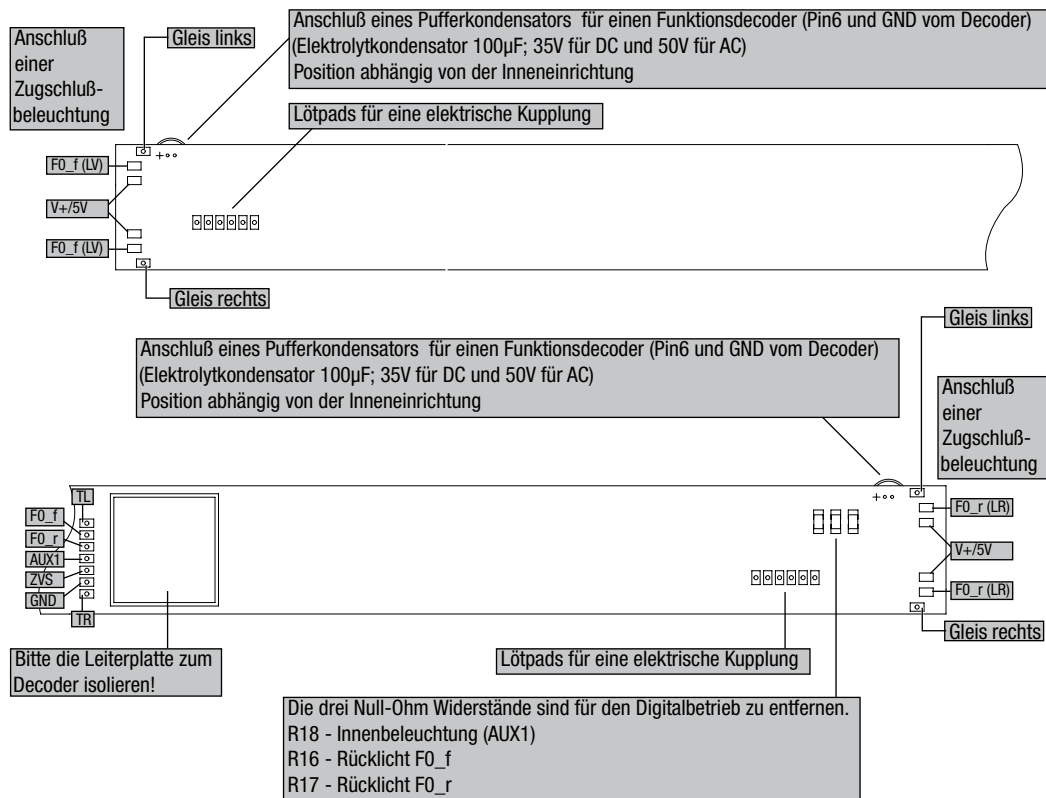 Anschluß
einer
Zugschluß-
beleuchtung
Gleis links
Anschluß eines Pufferkondensators für einen Funktionsdecoder (Pin6 und GND vom Decoder)
(Elektrolytkondensator 100µF; 35V für DC und 50V für AC)
Position abhängig von der Inneneinrichtung
Lötpads für eine elektrische Kupplung
+
F0_f (LV)
V+/5V
F0_f (LV)
Gleis rechts
Gleis links
Anschluß eines Pufferkondensators für einen Funktionsdecoder (Pin6 und GND vom Decoder)
(Elektrolytkondensator 100µF; 35V für DC und 50V für AC)
Position abhängig von der Inneneinrichtung
Anschluß
einer
Zugschluß-
beleuchtung
TL
F0_f
F0_r
AUX1
ZVS
GND
TR
+
F0_r (LR)
V+/5V
F0_r (LR)
Gleis rechts
Bitte die Leiterplatte zum
Decoder isolieren!
Lötpads für eine elektrische Kupplung
Die drei Null-Ohm Widerstände sind für den Digitalbetrieb zu entfernen.
R18 - Innenbeleuchtung (AUX1)
R16 - Rücklicht F0_f
R17 - Rücklicht F0_r